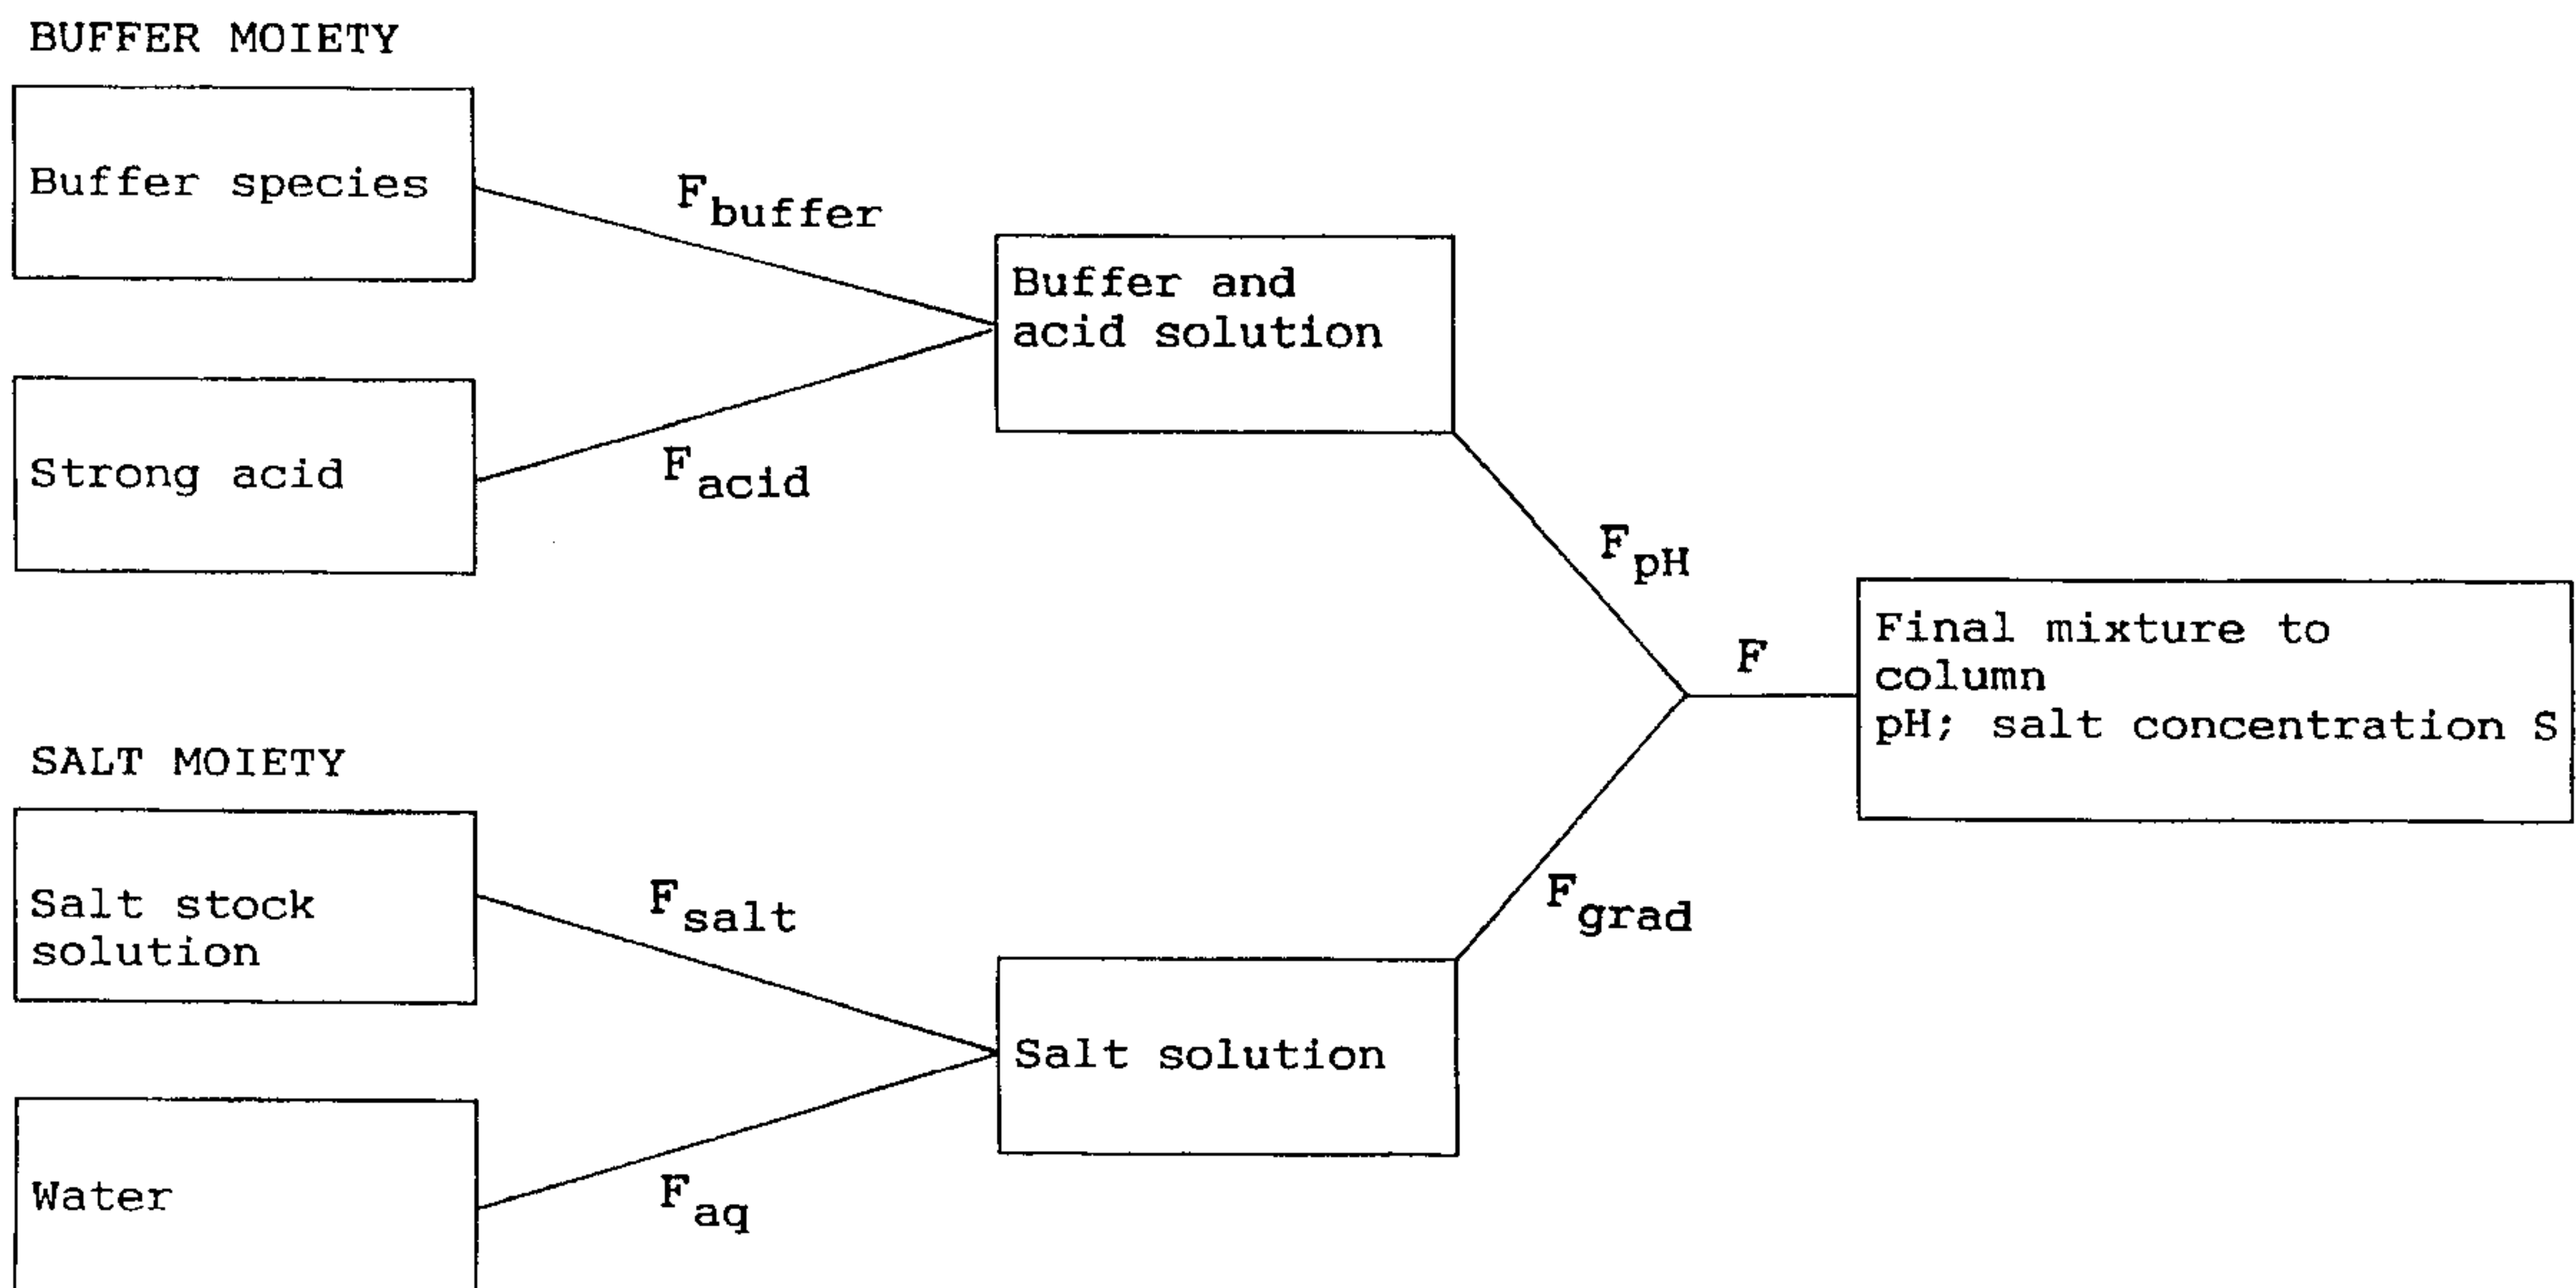 BUFFER MOIETY
Buffer species
F buffer
Strong acid
F acid
Buffer and
acid solution
F pH
F
Final mixture to
column
pH; salt concentration S
SALT MOIETY
Salt stock
solution
F salt
Water
F aq
Salt solution
F grad